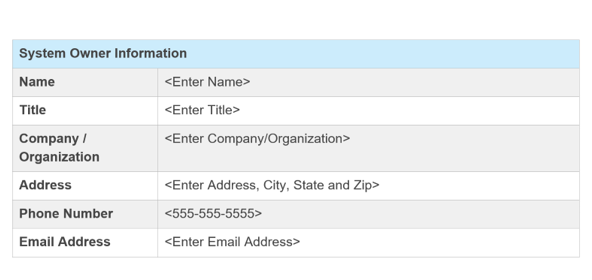 System Owner Information
Name <Enter Name>
Title <Enter Title>
Company / <Enter Company/Organization>
Organization
Address <Enter Address, City, State and Zip>
Phone Number <555-555-5555>
Email Address <Enter Email Address>